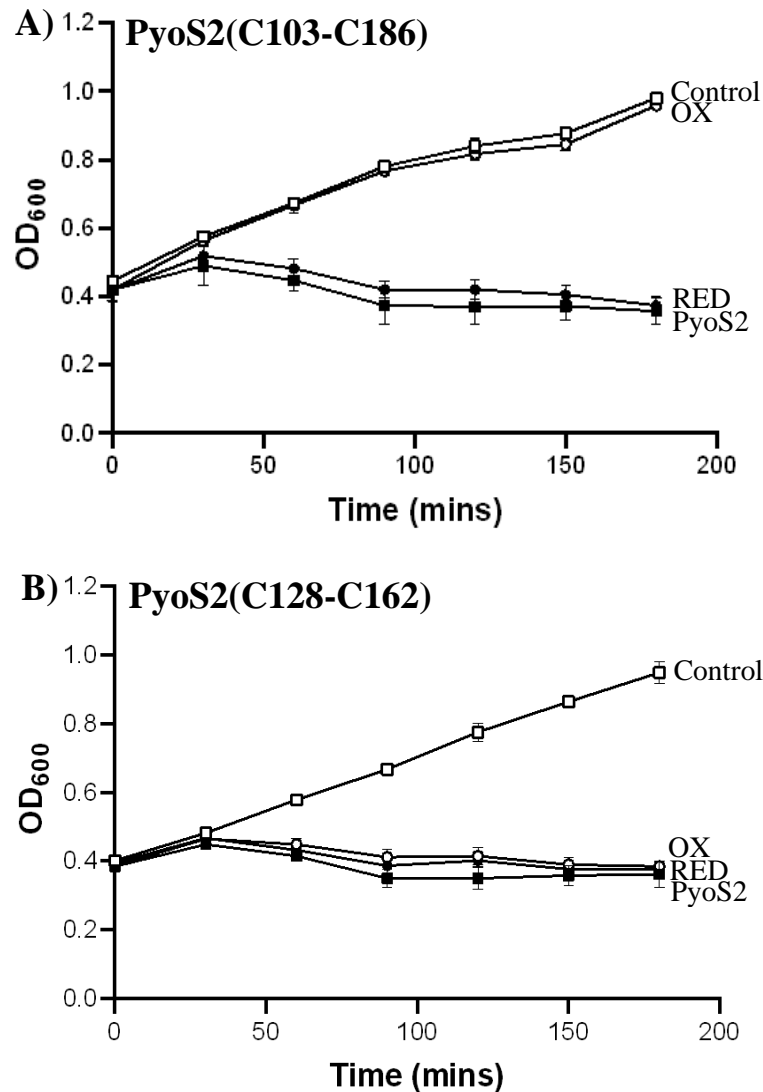 A) PyoS2(C103-C186)
1.2
1.0
0.8
0.6
0.4
0.2
0.0
OD600
Control
OX
RED
PyoS2
0 50 100 150 200
Time (mins)
B) PyoS2(C128-C162)
1.2
1.0
0.8
0.6
0.4
0.2
0.0
OD600
Control
OX
RED
PyoS2
0 50 100 150 200
Time (mins)